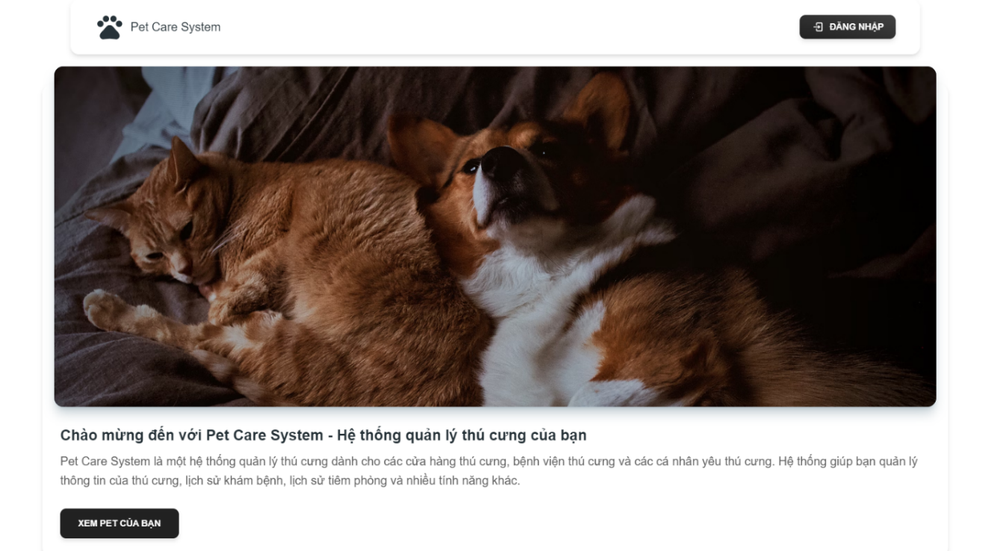 Pet Care System
ĐĂNG NHẬP
Chào mừng đến với Pet Care System - Hệ thống quản lý thú cưng của bạn
Pet Care System là một hệ thống quản lý thú cưng dành cho các cửa hàng thú cưng, bệnh viện thú cưng và các cá nhân yêu thú cưng. Hệ thống giúp bạn quản lý
thông tin của thú cưng, lịch sử khám bệnh, lịch sử tiêm phòng và nhiều tính năng khác.
XEM PET CỦA BẠN